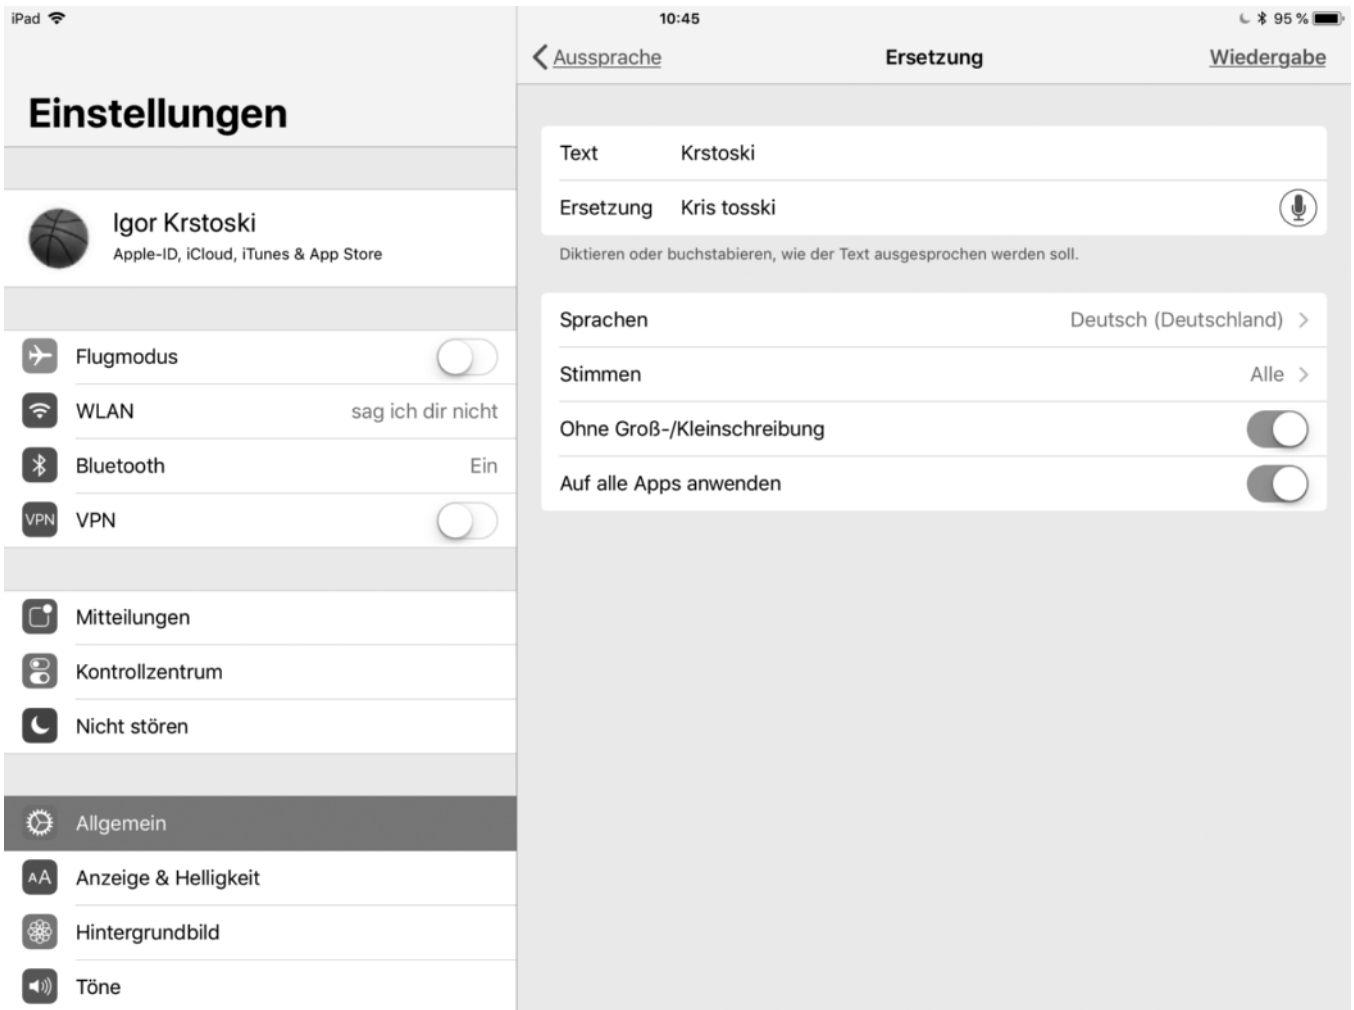 iPad 10:45 95 %
Aussprache Ersetzung Wiedergabe
Einstellungen
Igor Krstoski
Apple-ID, iCloud, iTunes & App Store
Flugmodus
WLAN sag ich dir nicht
Bluetooth Ein
VPN VPN
Mitteilungen
Kontrollzentrum
Nicht stören
Allgemein
AA Anzeige & Helligkeit
Hintergrundbild
Töne
Text Krstoski
Ersetzung Kris tosski
Diktieren oder buchstabieren, wie der Text ausgesprochen werden soll.
Sprachen Deutsch (Deutschland)
Stimmen Alle
Ohne Groß-/Kleinschreibung
Auf alle Apps anwenden